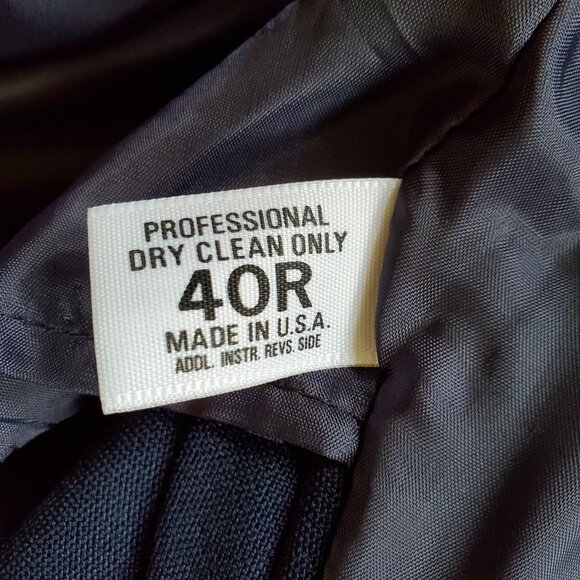 PROFESSIONAL
DRY CLEAN ONLY
40R
MADE IN U.S.A.
ADDL. INSTR. REVS. SIDE